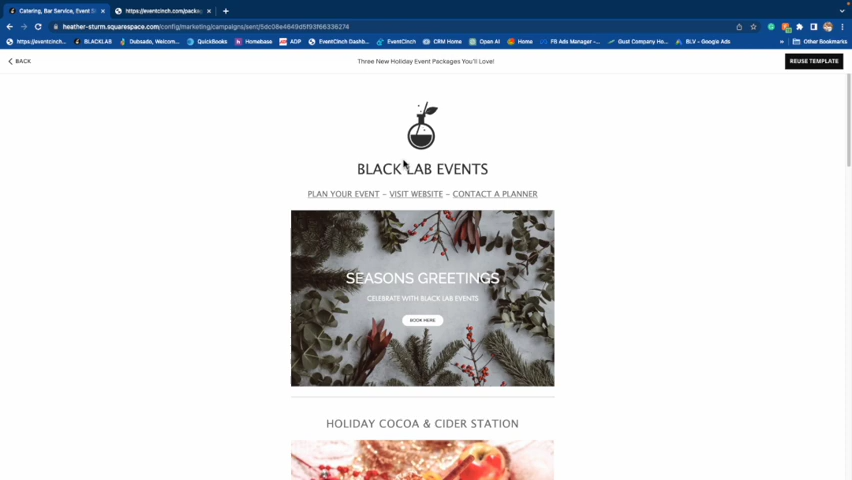 Catering, Bar Service, Event S
https://eventcinch.com/packag
heather-sturm.squarespace.com/config/marketing/campaigns/sent/5dc08e4649d5f93f66336274
https://eventcinch...
BLACKLAB
Dubsado, Welcom...
QuickBooks
Homebase
ADP
EventCinch Dashb...
EventCinch
CRM Home
Open AI
Home
FB Ads Manager -...
Gust Company Ho...
BLV - Google Ads
Other Bookmarks
BACK
Three New Holiday Event Packages You'll Love!
REUSE TEMPLATE
BLACK LAB EVENTS
PLAN YOUR EVENT – VISIT WEBSITE – CONTACT A PLANNER
SEASONS GREETINGS
CELEBRATE WITH BLACK LAB EVENTS
BOOK HERE
HOLIDAY COCOA & CIDER STATION